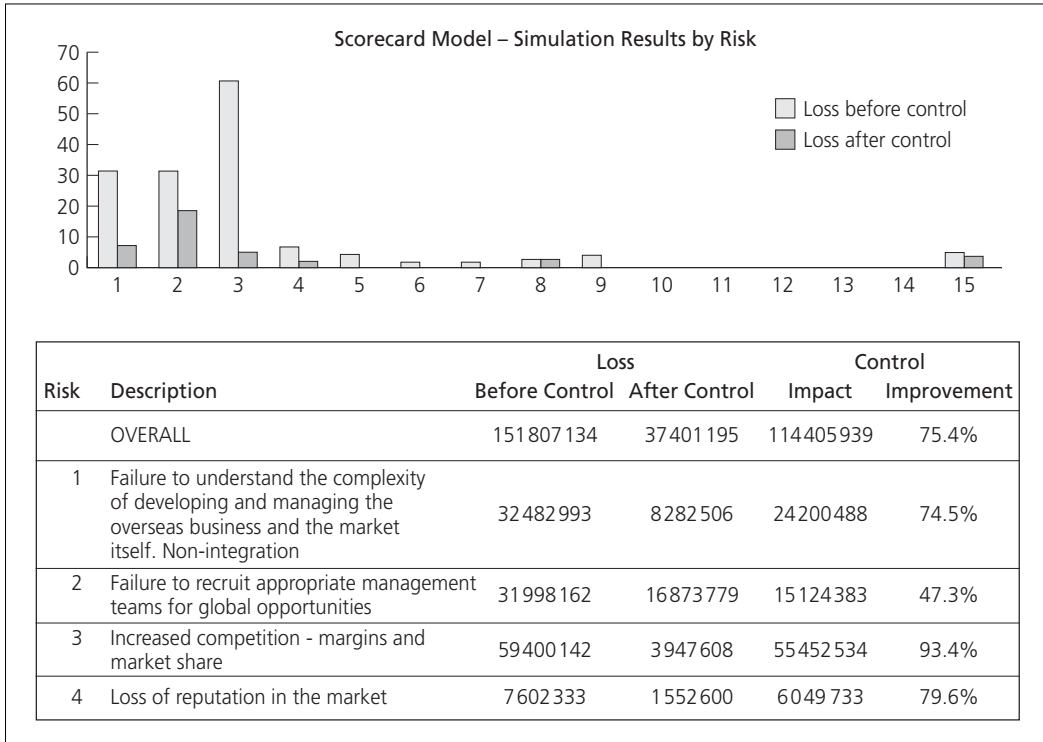 Scorecard Model – Simulation Results by Risk
70
60
50
40
30
20
10
0
Loss before control
Loss after control
1 2 3 4 5 6 7 8 9 10 11 12 13 14 15
Loss Control
Risk Description Before Control After Control Impact Improvement
OVERALL 151807134 37401195 114405939 75.4%
1 Failure to understand the complexity
of developing and managing the
overseas business and the market
itself. Non-integration
32482993 8282506 24200488 74.5%
2 Failure to recruit appropriate management
teams for global opportunities
31998162 16873779 15124383 47.3%
3 Increased competition - margins and
market share
59400142 3947608 55452534 93.4%
4 Loss of reputation in the market 7602333 1552600 6049733 79.6%